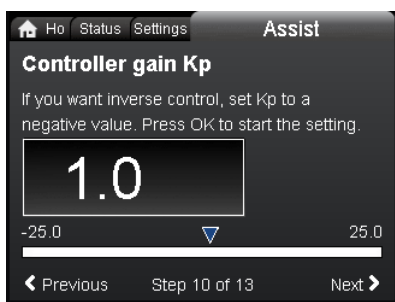 Ho Status Settings Assist
Controller gain Kp
If you want inverse control, set Kp to a
negative value. Press OK to start the setting.
1.0
-25.0 25.0
Previous Step 10 of 13 Next